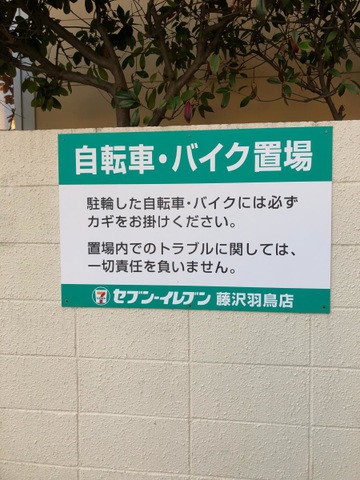 自転車・バイク置場
駐輪した自転車・バイクには必ず
カギをお掛けください。
置場内でのトラブルに関しては、
一切責任を負いません。
セブン-イレブン 藤沢羽鳥店